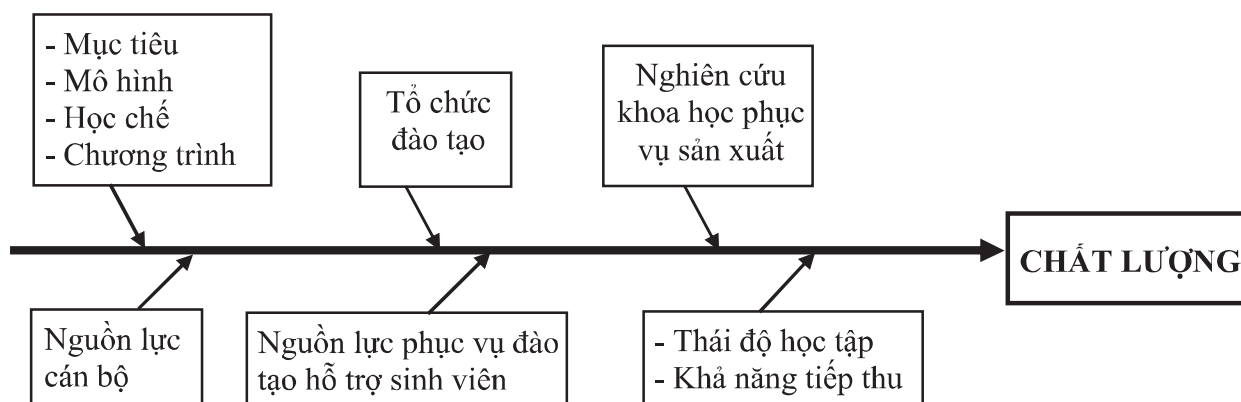 - Mục tiêu
- Mô hình
- Học chế
- Chương trình
Tổ chức
đào tạo
Nghiên cứu
khoa học phục
vụ sản xuất
CHẤT LƯỢNG
Nguồn lực
cán bộ
Nguồn lực phục vụ đào
tạo hỗ trợ sinh viên
- Thái độ học tập
- Khả năng tiếp thu